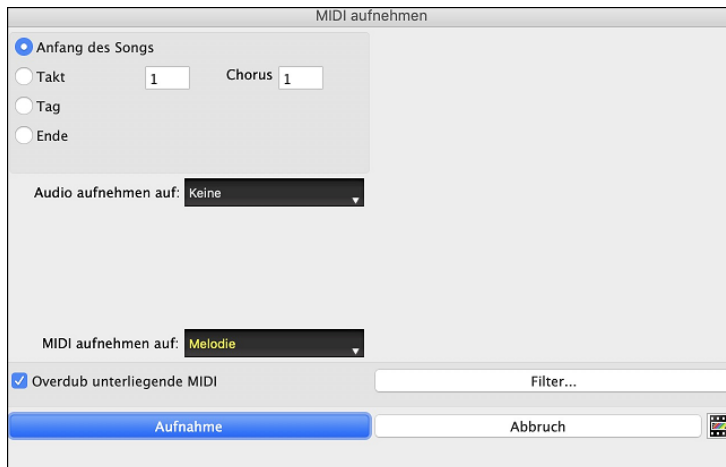 MIDI aufnehmen
Anfang des Songs
Takt 1 Chorus 1
Tag
Ende
Audio aufnehmen auf: Keine
MIDI aufnehmen auf: Melodie
Overdub unterliegende MIDI Filter...
Aufnahme Abbruch